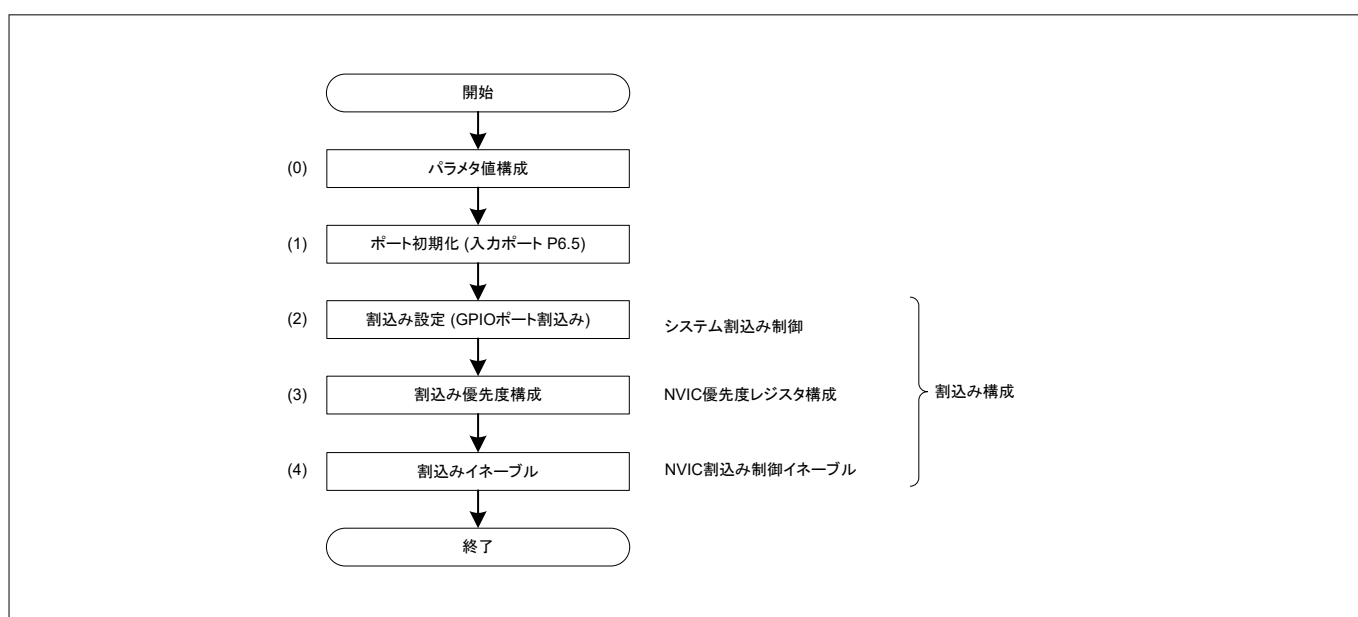 開始
(0) パラメタ値構成
(1) ポート初期化 (入力ポート P6.5)
(2) 割込み設定 (GPIOポート割込み) システム割込み制御
(3) 割込み優先度構成 NVIC優先度レジスタ構成 割込み構成
(4) 割込みイネーブル NVIC割込み制御イネーブル
終了